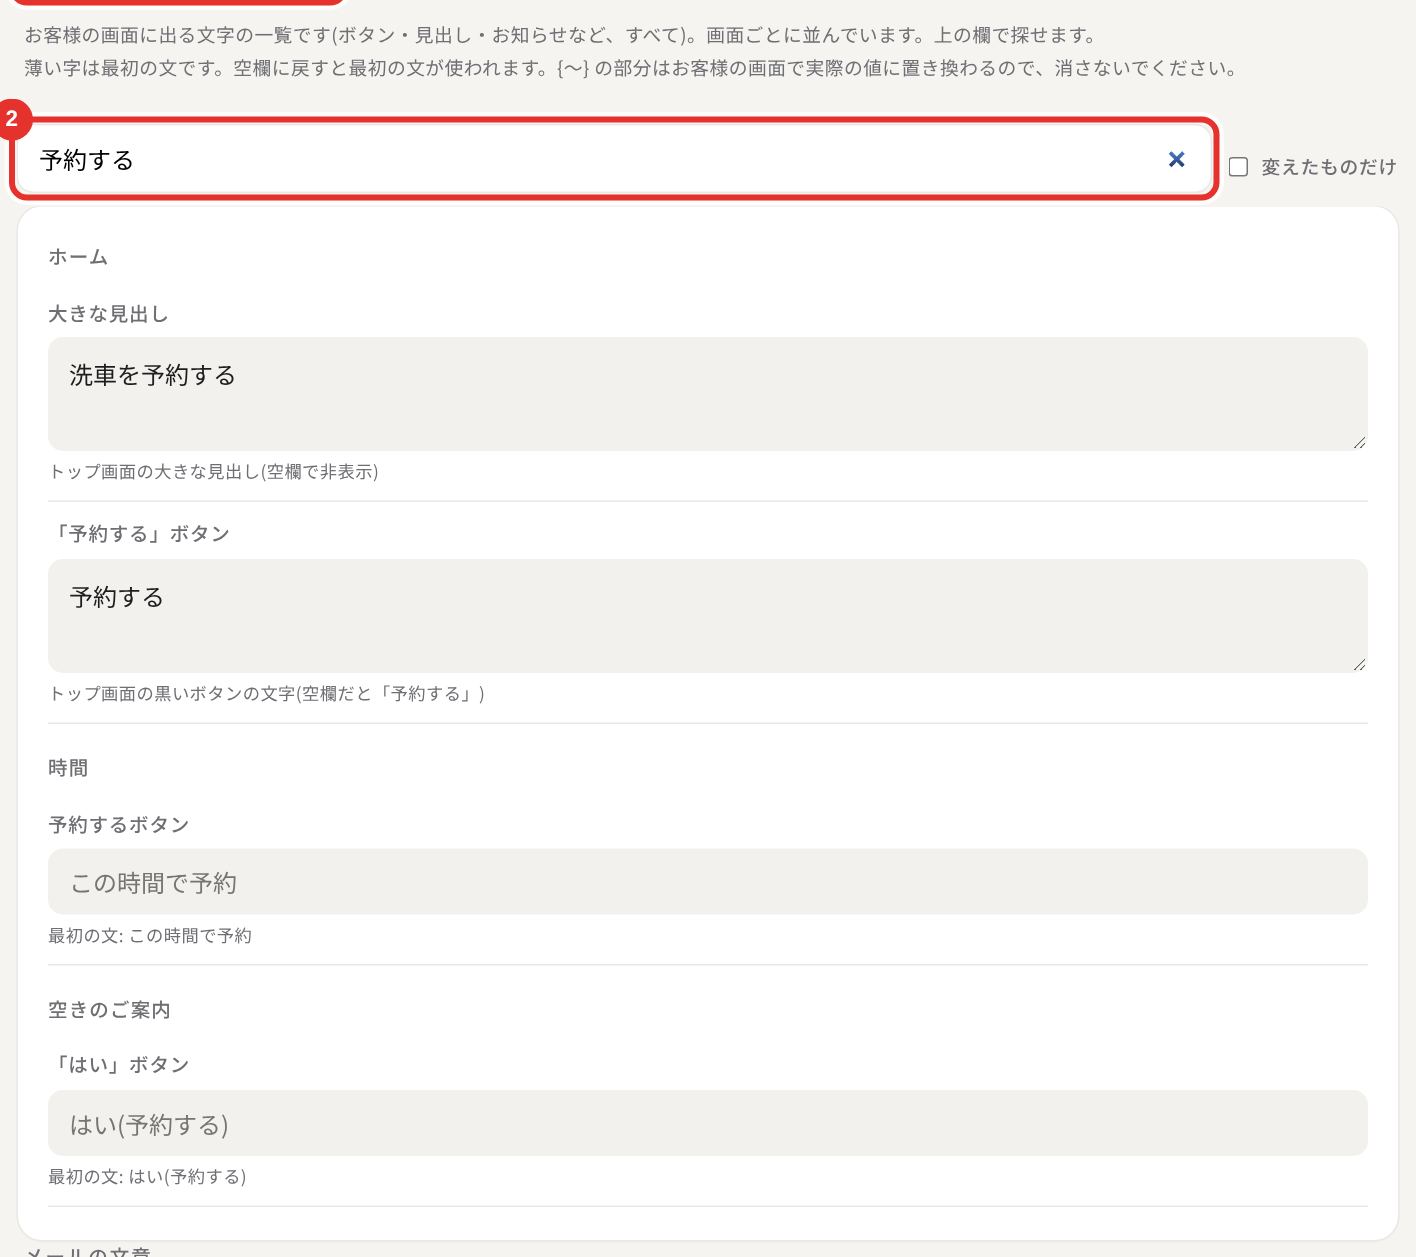 お客様の画面に出る文字の一覧です(ボタン・見出し・お知らせなど、すべて)。画面ごとに並んでいます。上の欄で探せます。
薄い字は最初の文です。空欄に戻すと最初の文が使われます。{〜} の部分はお客様の画面で実際の値に置き換わるので、消さないでください。
2
予約する
変えたものだけ
ホーム
大きな見出し
洗車を予約する
トップ画面の大きな見出し(空欄で非表示)
「予約する」ボタン
予約する
トップ画面の黒いボタンの文字(空欄だと「予約する」)
時間
予約するボタン
この時間で予約
最初の文: この時間で予約
空きのご案内
「はい」ボタン
はい(予約する)
最初の文: はい(予約する)
メールの文章